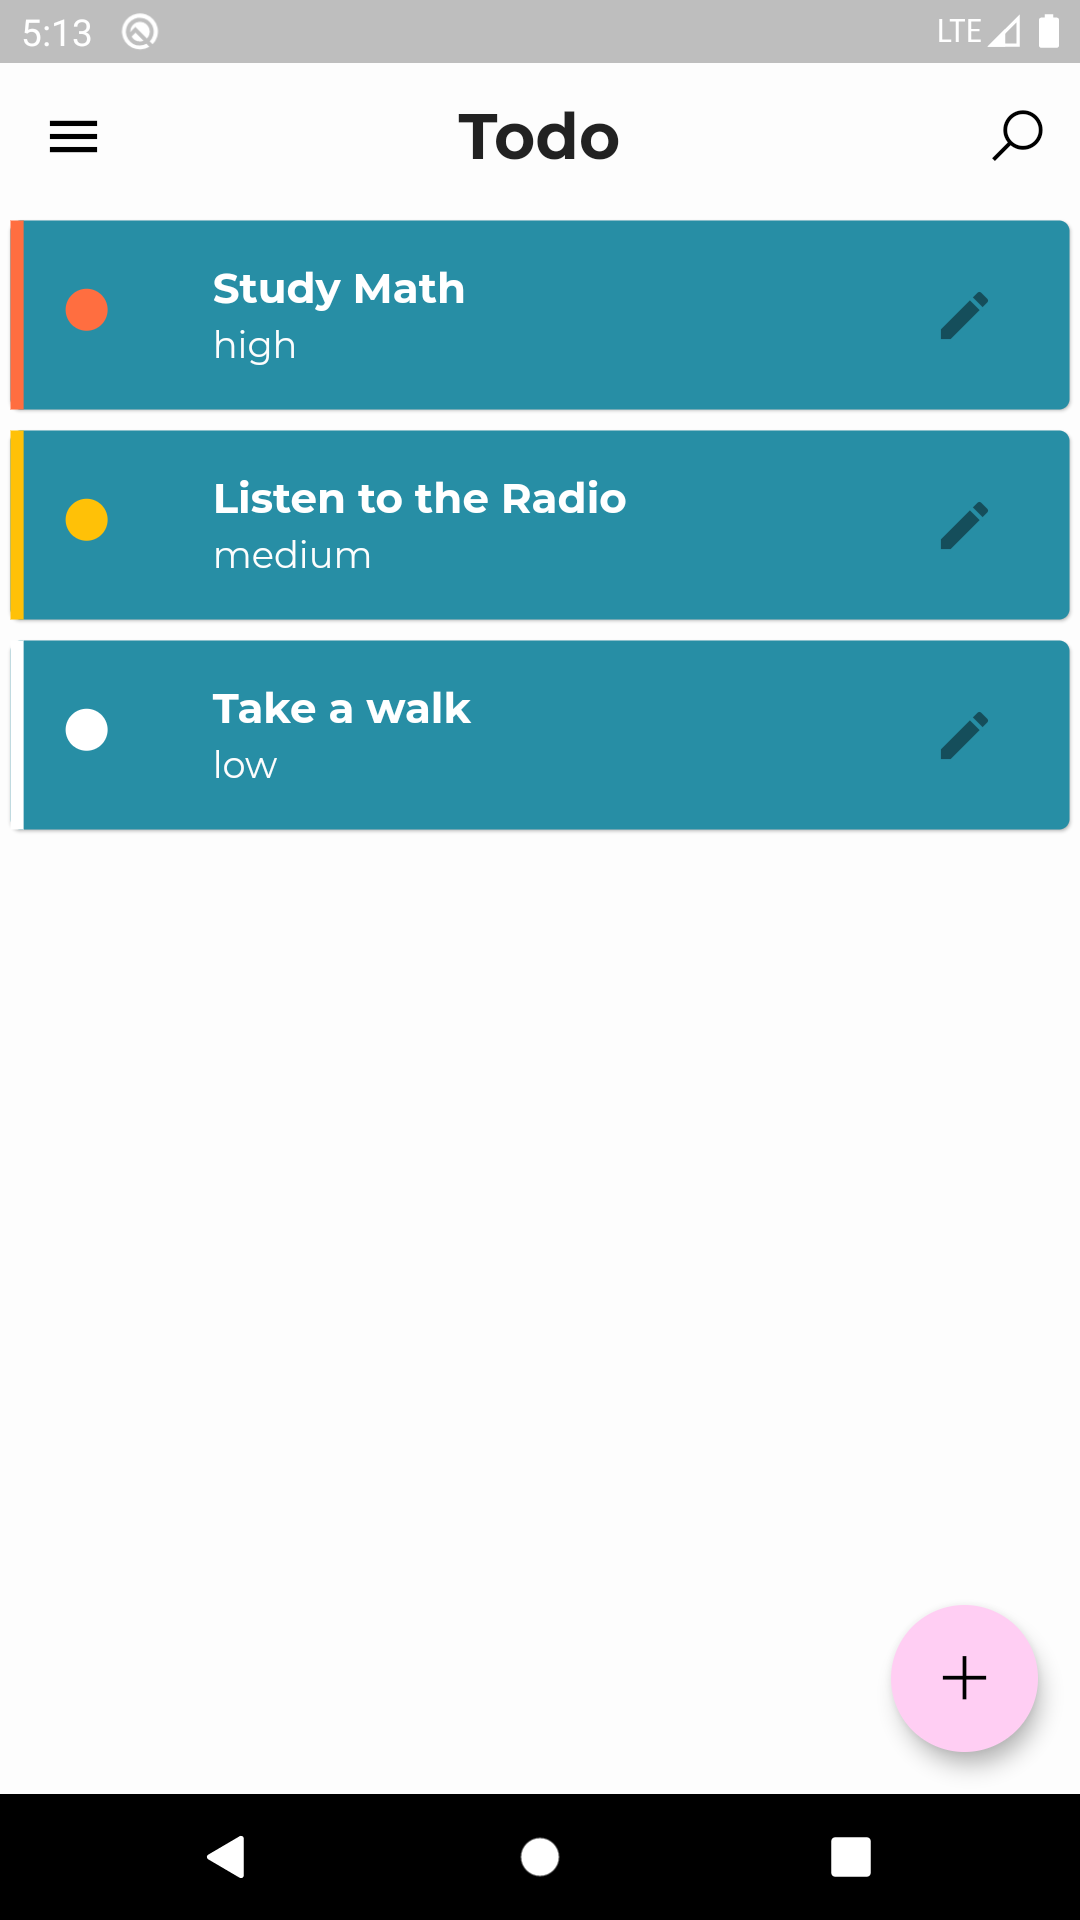 5:13 LTE
Todo
Study Math
high
Listen to the Radio
medium
Take a walk
low